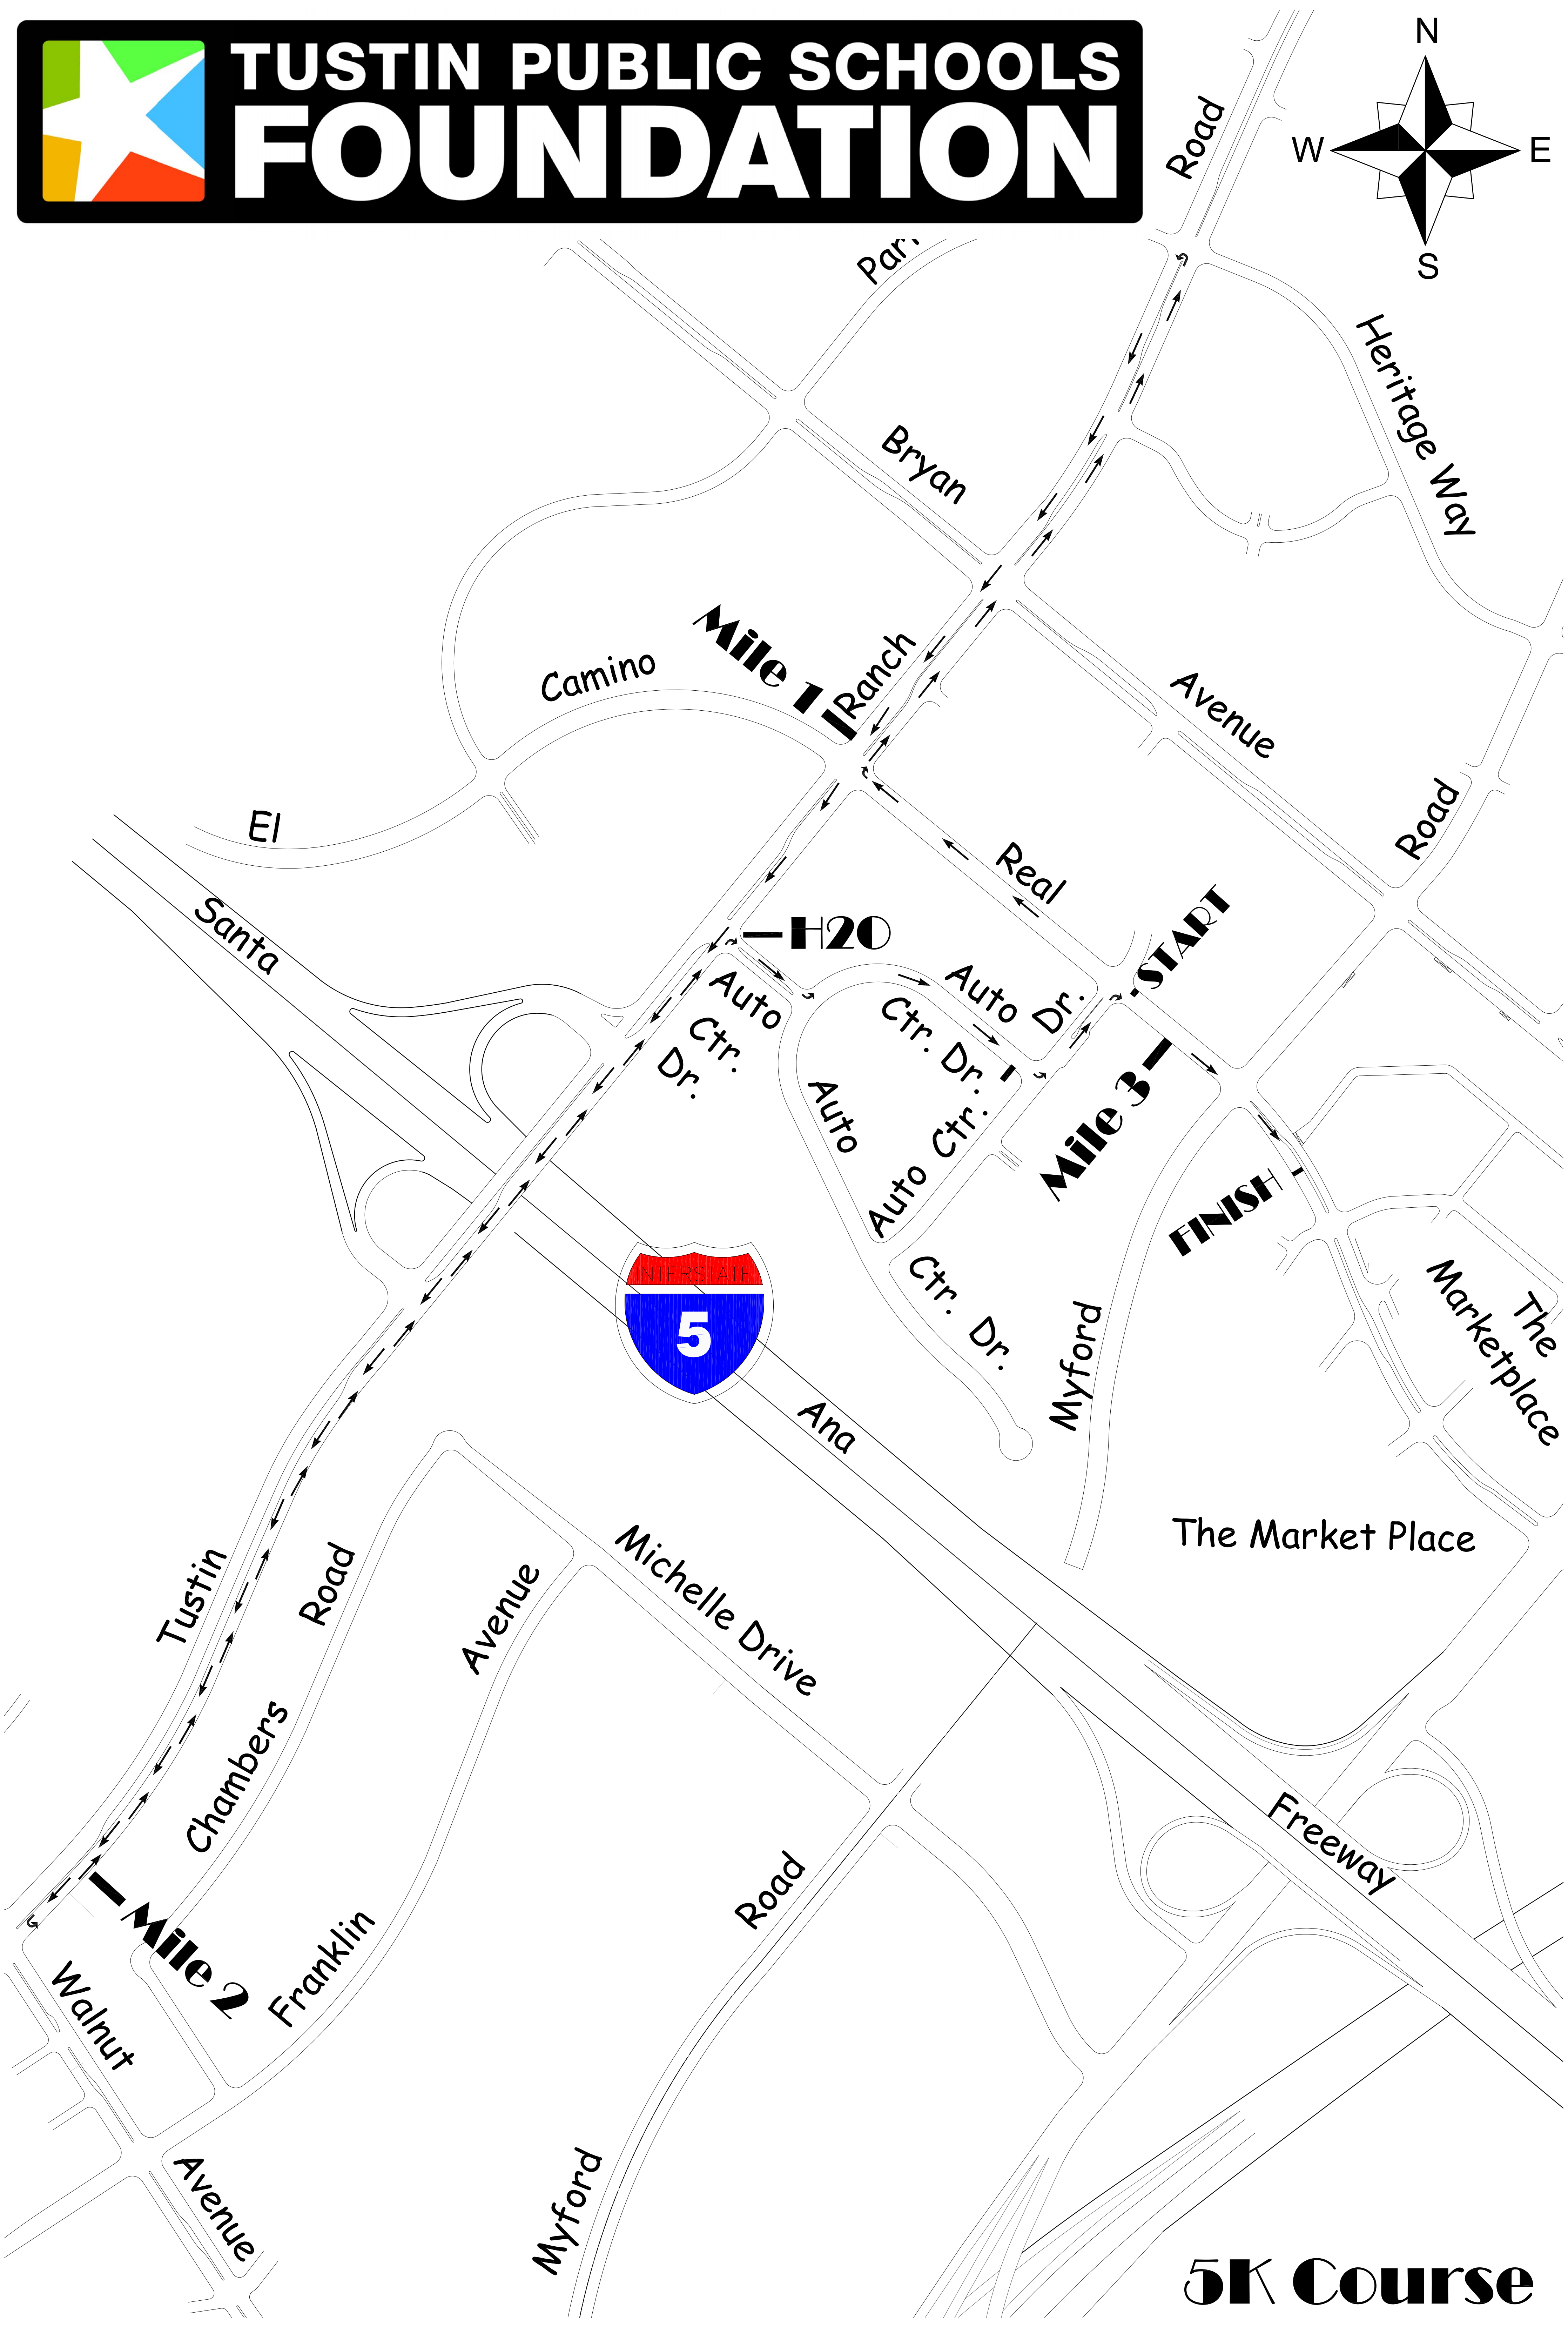 TUSTIN PUBLIC SCHOOLS
FOUNDATION
N
W E
S
Road
Heritage Way
Bryan
Avenue
Road
Mile 1
Ranch
Camino
El
Real
START
Santa
H2O
Auto
Ctr.
Dr.
Auto
Ctr. Dr.
Dr.
Auto
Auto Ctr.
Ctr. Dr.
Mile 3
FINISH
The
Marketplace
INTERSTATE
5
Ana
Myford
The Market Place
Tustin
Road
Chambers
Avenue
Franklin
Michelle Drive
Freeway
Mile 2
Walnut
Avenue
Road
Myford
5K Course